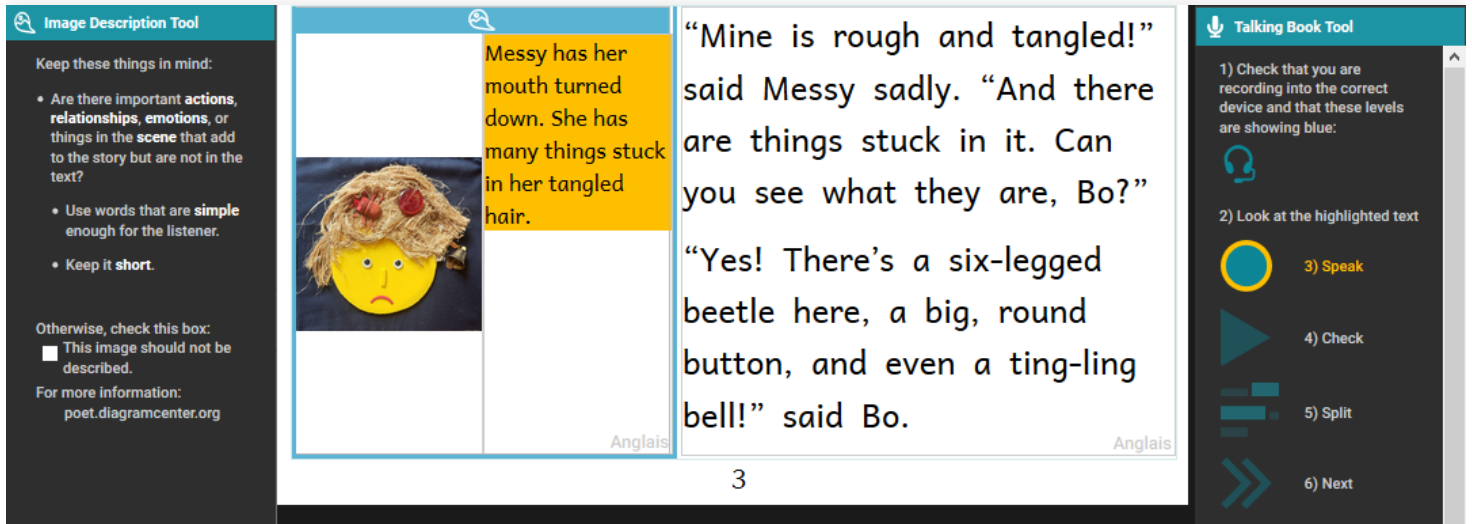 Image Description Tool
Keep these things in mind:
• Are there important actions,
relationships, emotions, or
things in the scene that add
to the story but are not in the
text?
• Use words that are simple
enough for the listener.
• Keep it short.
Otherwise, check this box:
This image should not be
described.
For more information:
poet.diagramcenter.org
Messy has her
mouth turned
down. She has
many things stuck
in her tangled
hair.
Anglais
“Mine is rough and tangled!”
said Messy sadly. “And there
are things stuck in it. Can
you see what they are, Bo?”
“Yes! There’s a six-legged
beetle here, a big, round
button, and even a ting-ling
bell!” said Bo.
Anglais
3
Talking Book Tool
1) Check that you are
recording into the correct
device and that these levels
are showing blue:
2) Look at the highlighted text
3) Speak
4) Check
5) Split
6) Next